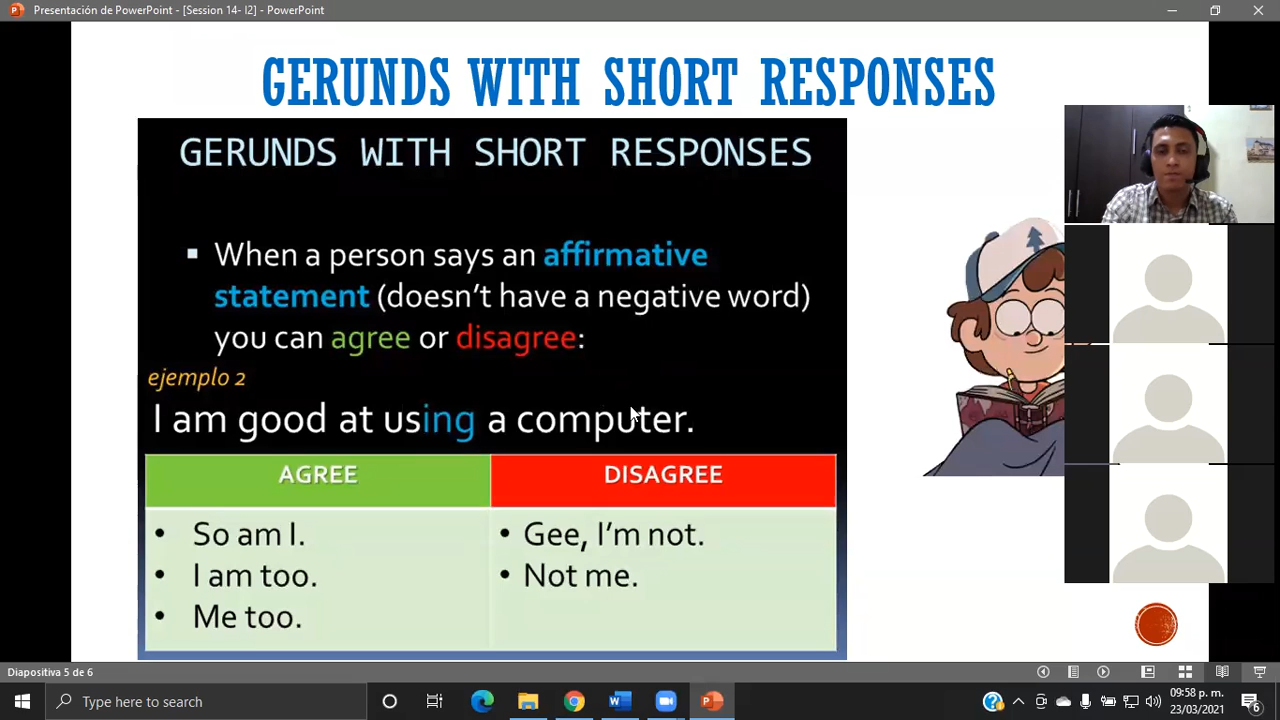 Presentación de PowerPoint - [Session 14- I2] - PowerPoint
GERUNDS WITH SHORT RESPONSES
GERUNDS WITH SHORT RESPONSES
When a person says an affirmative
statement (doesn't have a negative word)
you can agree or disagree:
ejemplo 2
I am good at using a computer.
AGREE
DISAGREE
• So am I.
• I am too.
• Me too.
• Gee, I'm not.
• Not me.
Diapositiva 5 de 6
Type here to search
09:58 p. m.
23/03/2021
6